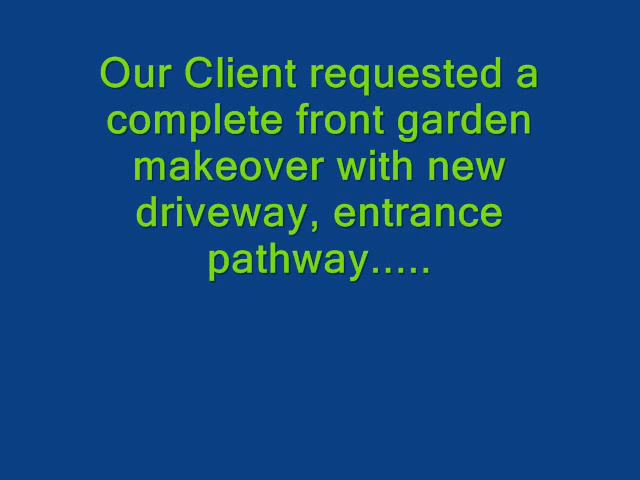 Our Client requested a
complete front garden
makeover with new
driveway, entrance
pathway.....